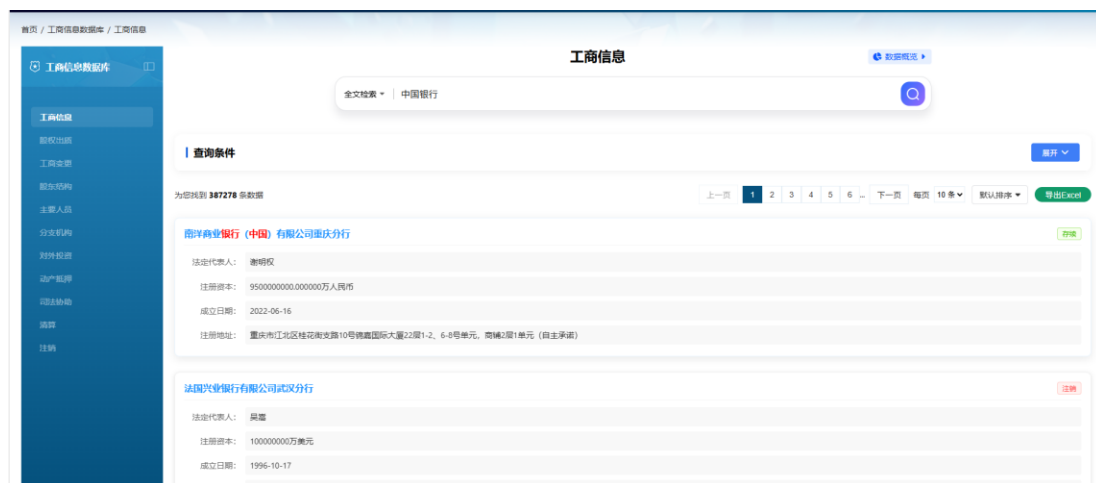 首页 / 工商信息数据库 / 工商信息
工商信息数据库
工商信息
股权出质
工商变更
股东结构
主要人员
分支机构
对外投资
动产抵押
司法协助
清算
注销
工商信息
数据概览
全文检索 中国银行
查询条件
展开
为您找到 387278 条数据
上一页 1 2 3 4 5 6 ... 下一页 每页 10 条 默认排序 导出Excel
南洋商业银行（中国）有限公司重庆分行 存续
法定代表人: 谢明权
注册资本: 9500000000.000000万人民币
成立日期: 2022-06-16
注册地址: 重庆市江北区桂花街支路10号锦嘉国际大厦22层1-2、6-8号单元，商铺2层1单元（自主承诺）
法国兴业银行有限公司武汉分行 注销
法定代表人:
注册资本: 100000000万美元
成立日期: 1996-10-17